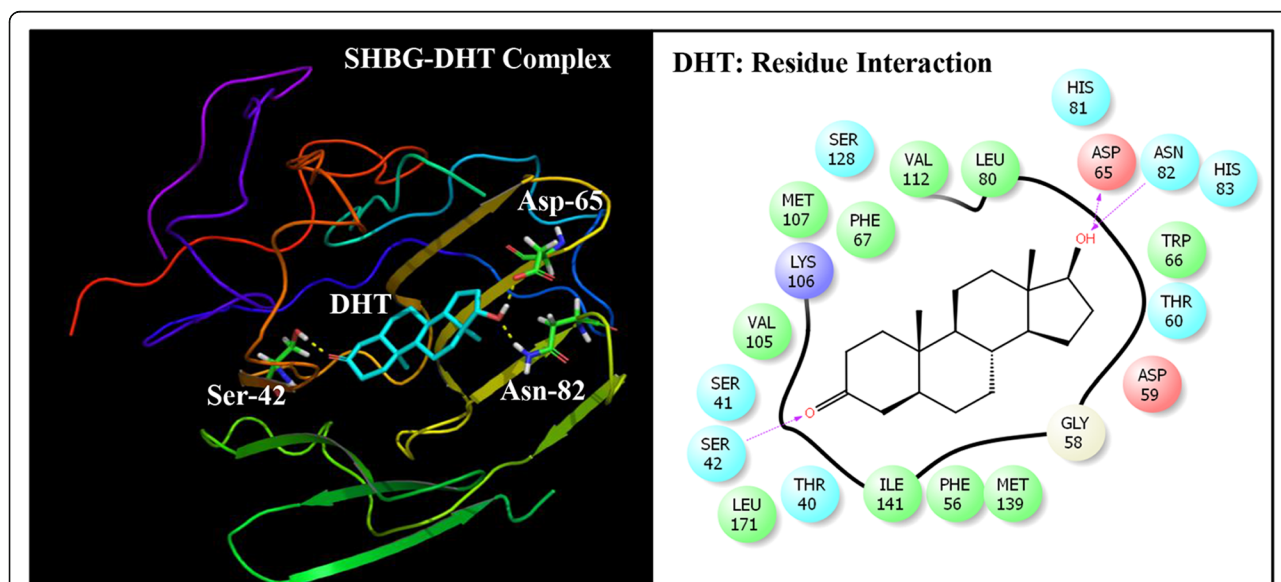 SHBG-DHT Complex
Asp-65
DHT
Ser-42
Asn-82
DHT: Residue Interaction
HIS
81
SER
128
VAL
112
LEU
80
ASP
65
ASN
82
HIS
83
MET
107
PHE
67
OH
TRP
66
LYS
106
THR
60
VAL
105
ASP
59
SER
41
O
GLY
58
SER
42
THR
40
ILE
141
PHE
56
MET
139
LEU
171